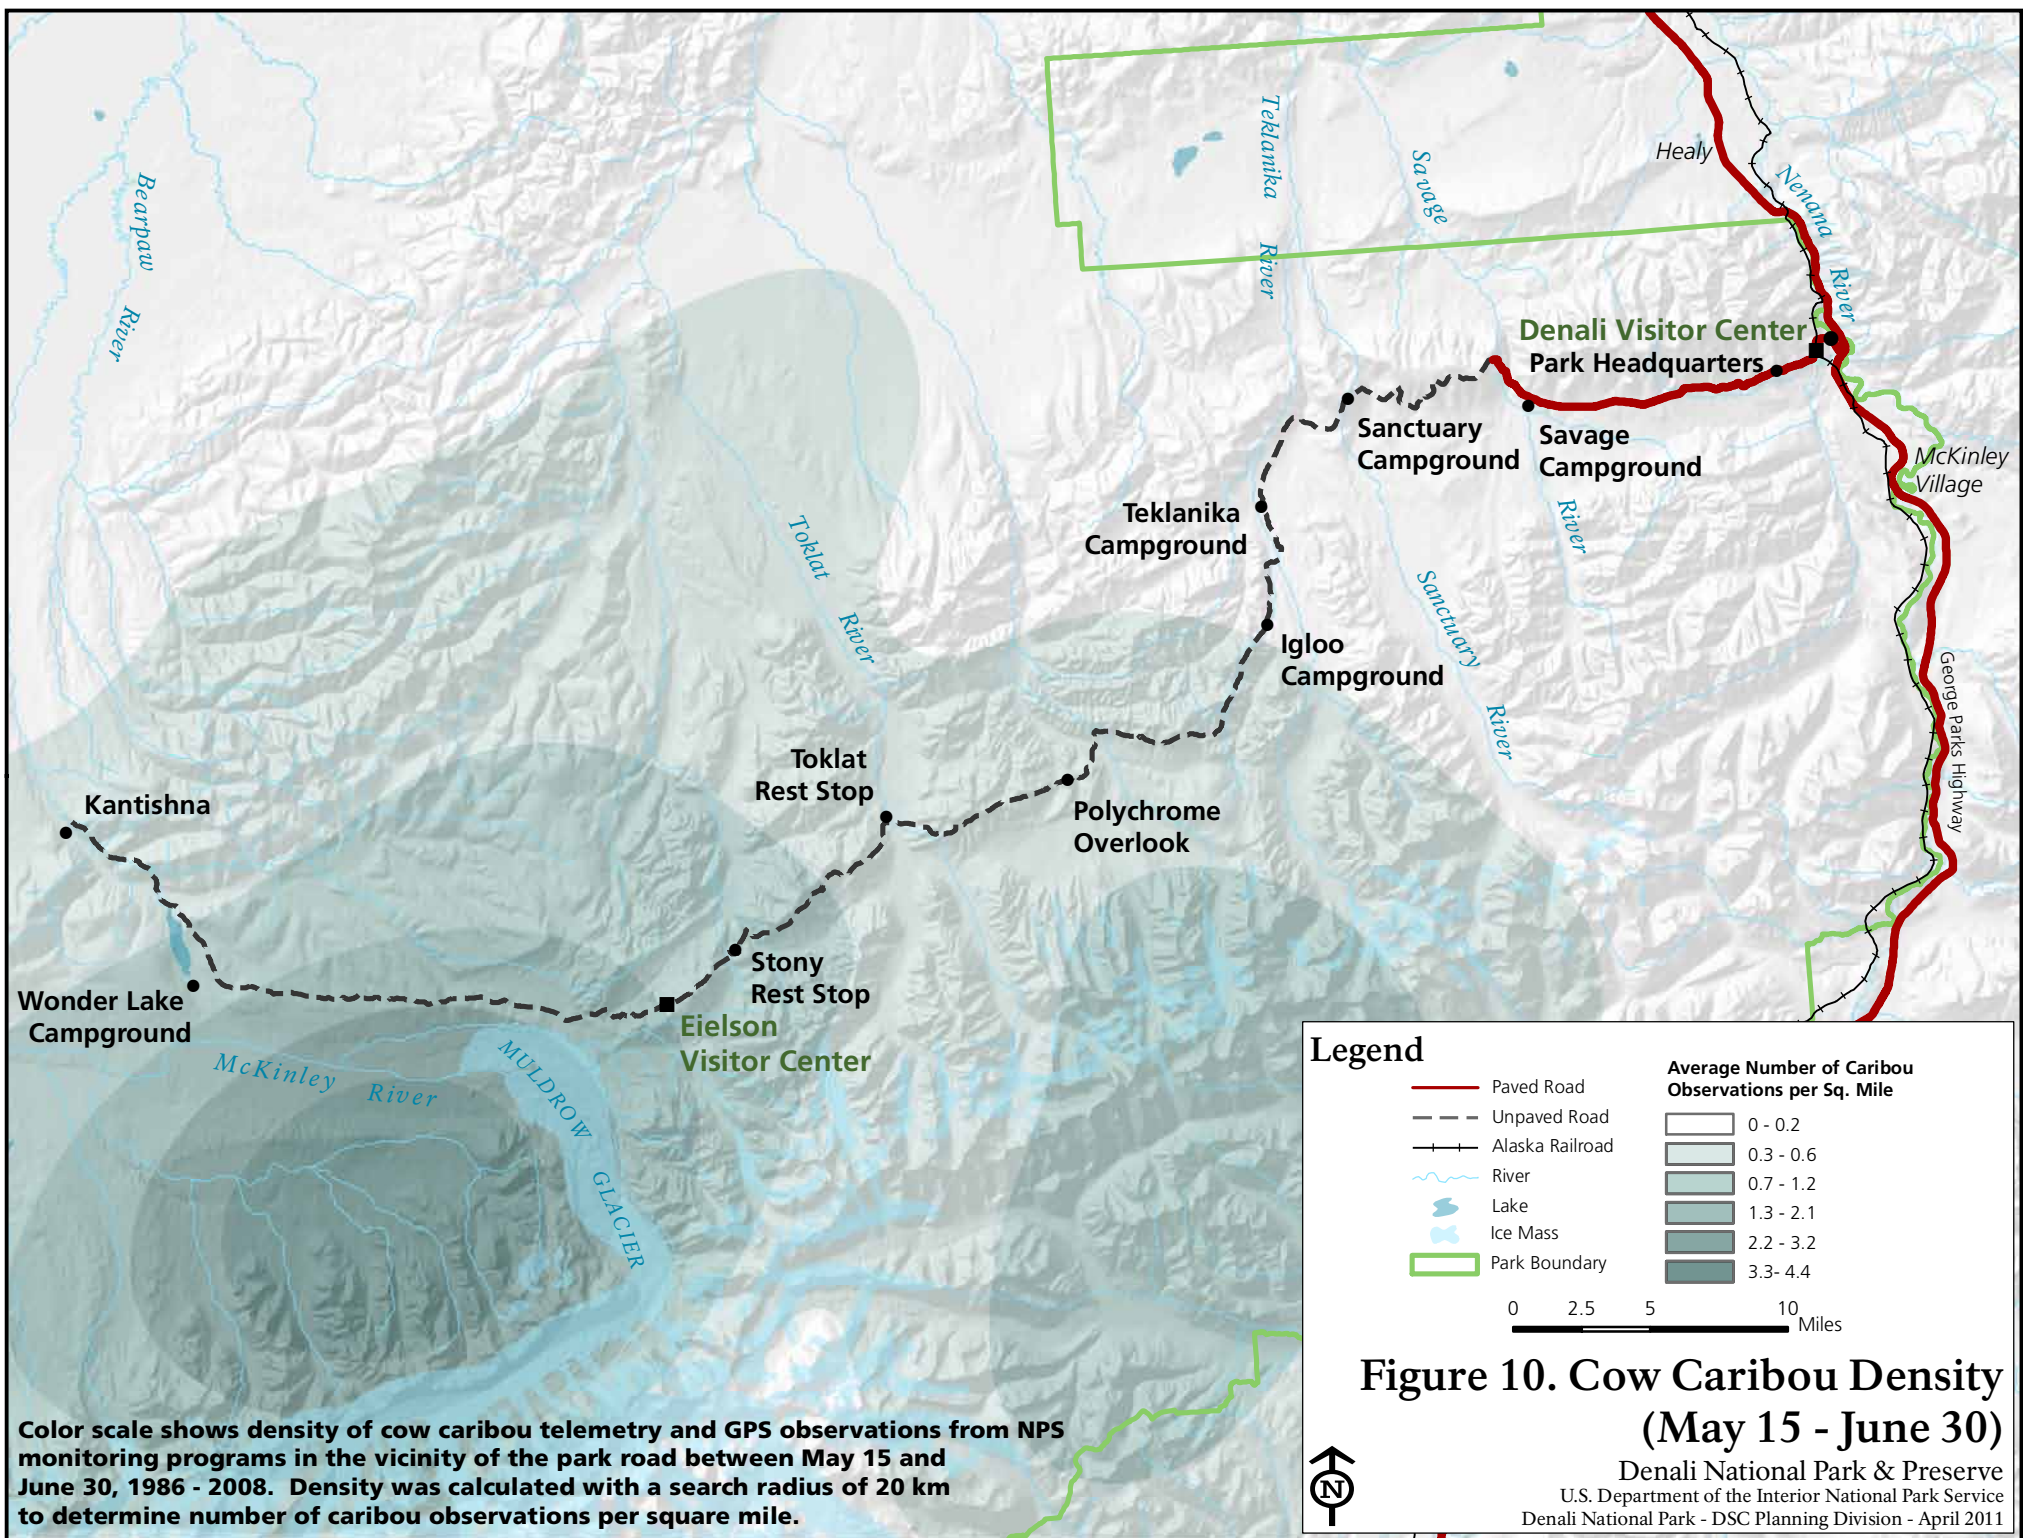 Bearpaw
River
Teklanika
River
Savage
Healy
Nenana
River
Denali Visitor Center
Park Headquarters
Sanctuary
Campground
Savage
Campground
McKinley
Village
River
Teklanika
Campground
Toklat
River
Sanctuary
River
Igloo
Campground
George Parks Highway
Toklat
Rest Stop
Polychrome
Overlook
Kantishna
Stony
Rest Stop
Wonder Lake
Campground
Eielson
Visitor Center
McKinley River
MULDROW
GLACIER
Legend
Paved Road
Unpaved Road
Alaska Railroad
River
Lake
Ice Mass
Park Boundary
Average Number of Caribou
Observations per Sq. Mile
0 - 0.2
0.3 - 0.6
0.7 - 1.2
1.3 - 2.1
2.2 - 3.2
3.3- 4.4
0 2.5 5 10
Miles
Figure 10. Cow Caribou Density
(May 15 - June 30)
N
Denali National Park & Preserve
U.S. Department of the Interior National Park Service
Denali National Park - DSC Planning Division - April 2011
Color scale shows density of cow caribou telemetry and GPS observations from NPS
monitoring programs in the vicinity of the park road between May 15 and
June 30, 1986 - 2008.  Density was calculated with a search radius of 20 km
to determine number of caribou observations per square mile.